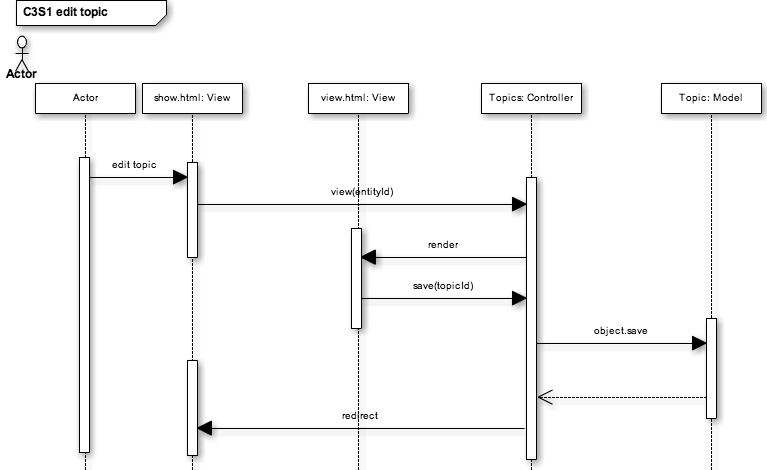 C3S1 edit topic
Actor
Actor
show.html: View
view.html: View
Topics: Controller
Topic: Model
edit topic
view(entityId)
render
save(topicId)
object.save
redirect